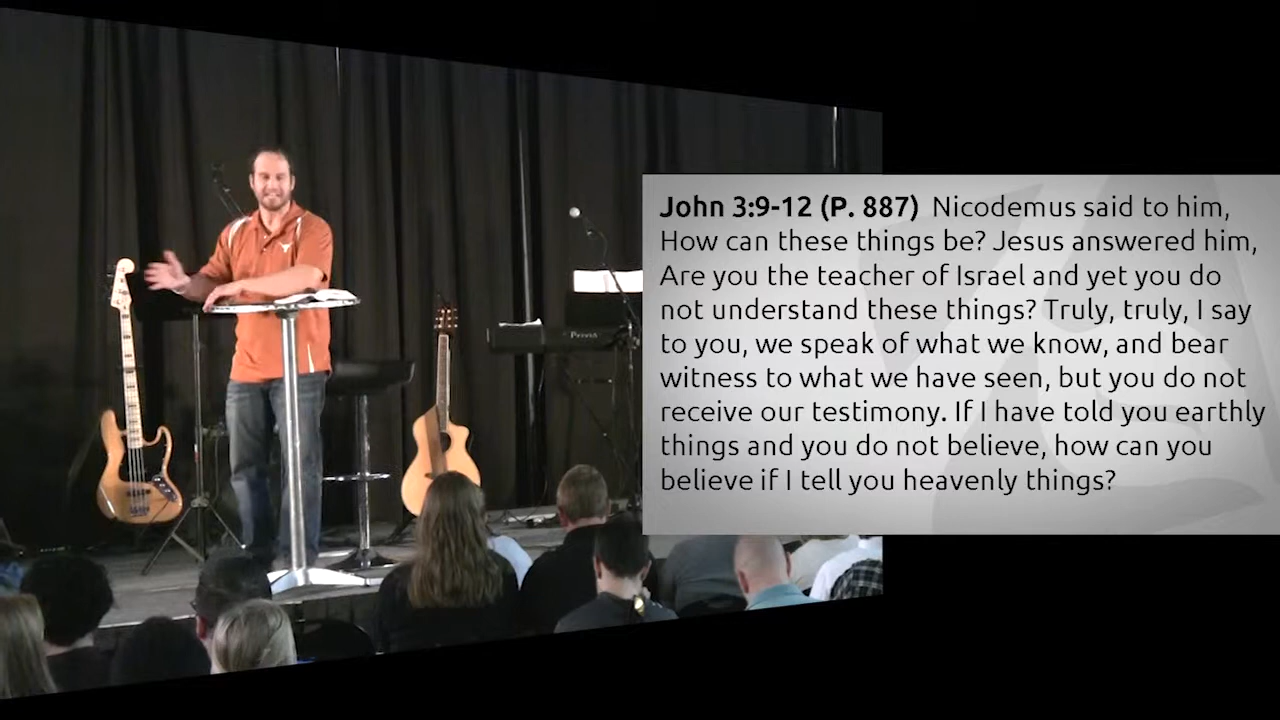 John 3:9-12 (P. 887) Nicodemus said to him,
How can these things be? Jesus answered him,
Are you the teacher of Israel and yet you do
not understand these things? Truly, truly, I say
to you, we speak of what we know, and bear
witness to what we have seen, but you do not
receive our testimony. If I have told you earthly
things and you do not believe, how can you
believe if I tell you heavenly things?